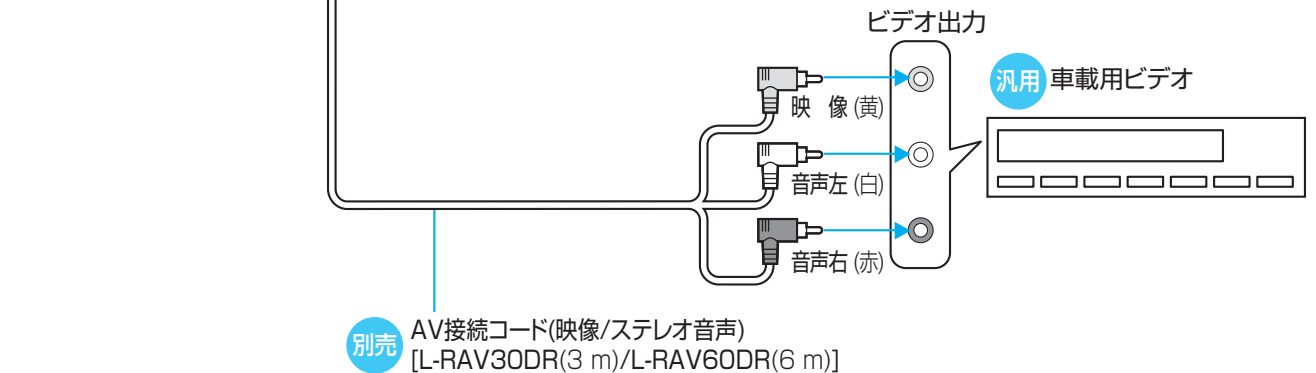 ビデオ出力
汎用 車載用ビデオ
映 像 (黄)
音声左 (白)
音声右 (赤)
別売 AV接続コード(映像/ステレオ音声)
[L-RAV30DR(3 m)/L-RAV60DR(6 m)]